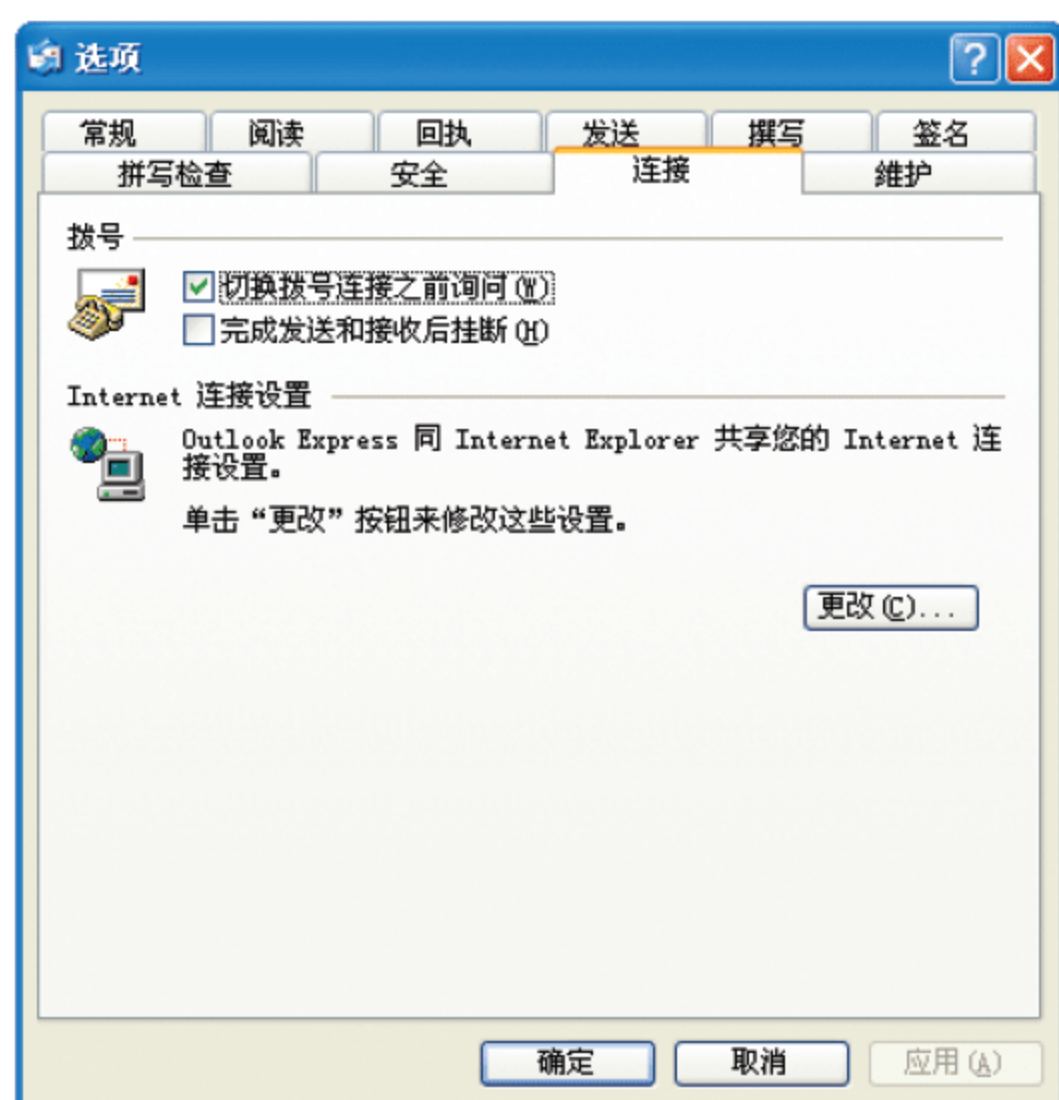 选项
常规 阅读 回执 发送 撰写 签名
拼写检查 安全 连接 維护
拨号
切换拨号连接之前询问(W)
完成发送和接收后挂断(H)
Internet 连接设置
Outlook Express 同 Internet Explorer 共享您的 Internet 连
接设置。
单击“更改”按钮来修改这些设置。
更改(C)...
确定 取消 应用(A)